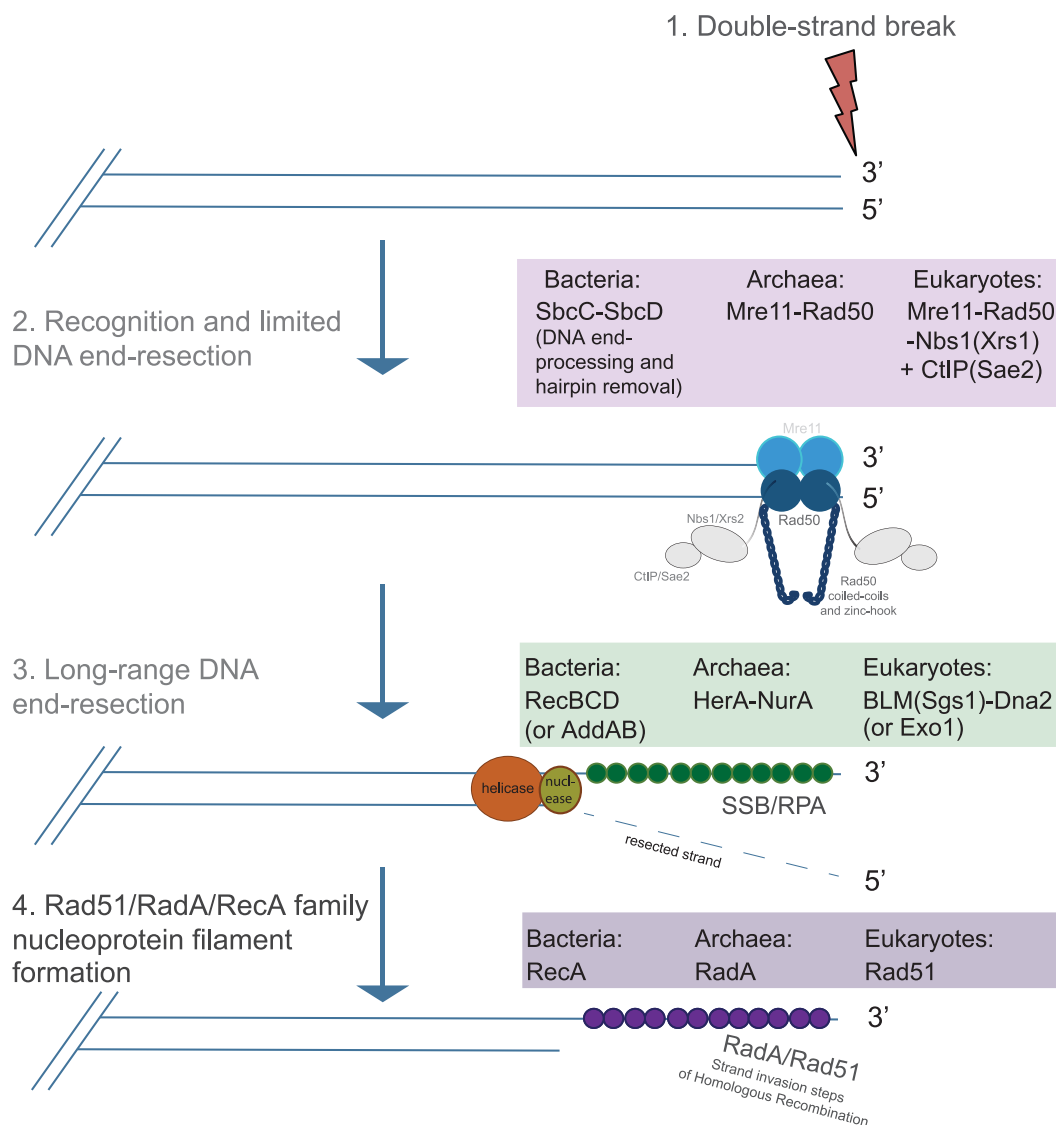 1. Double-strand break
3’
5’
2. Recognition and limited
DNA end-resection
Bacteria:
SbcC-SbcD
(DNA end-
processing and
hairpin removal)
Archaea:
Mre11-Rad50
Eukaryotes:
Mre11-Rad50
-Nbs1(Xrs1)
+ CtIP(Sae2)
Mre11
3’
5’
Nbs1/Xrs2
Rad50
CtIP/Sae2
Rad50
coiled-coils
and zinc-hook
3. Long-range DNA
end-resection
Bacteria:
RecBCD
(or AddAB)
Archaea:
HerA-NurA
Eukaryotes:
BLM(Sgs1)-Dna2
(or Exo1)
helicase
nucl-
ease
3’
SSB/RPA
resected strand
5’
4. Rad51/RadA/RecA family
nucleoprotein filament
formation
Bacteria:
RecA
Archaea:
RadA
Eukaryotes:
Rad51
3’
RadA/Rad51
Strand invasion steps
of Homologous Recombination